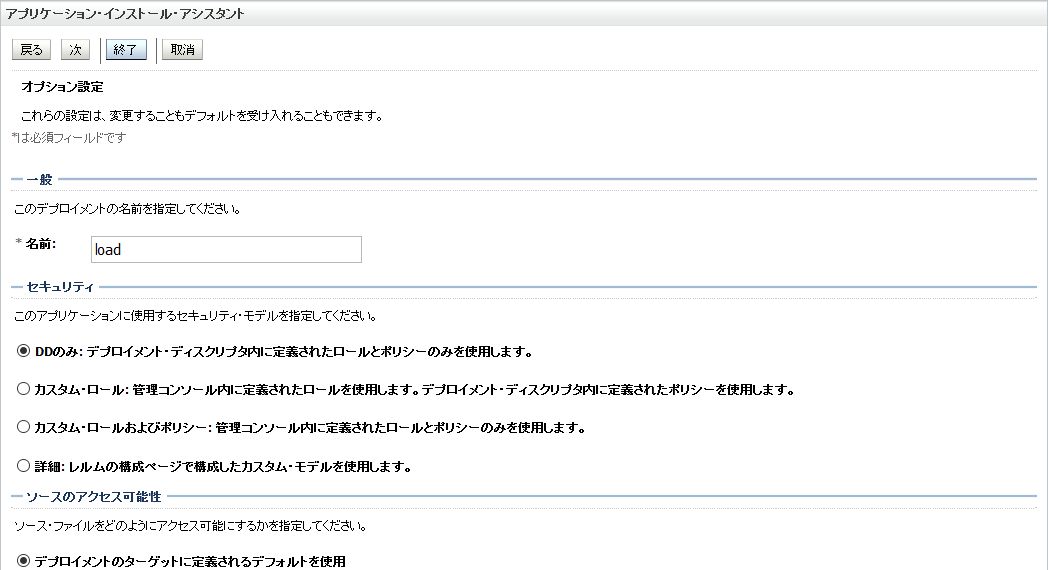 アプリケーション・インストール・アシスタント
戻る 次 終了 取消
オプション設定
これらの設定は、変更することもデフォルトを受け入れることもできます。
*は必須フィールドです
一般
このデプロイメントの名前を指定してください。
* 名前: load
セキュリティ
このアプリケーションに使用するセキュリティ・モデルを指定してください。
DDのみ: デプロイメント・ディスクリプタ内に定義されたロールとポリシーのみを使用します。
カスタム・ロール: 管理コンソール内に定義されたロールを使用します。デプロイメント・ディスクリプタ内に定義されたポリシーを使用します。
カスタム・ロールおよびポリシー: 管理コンソール内に定義されたロールとポリシーのみを使用します。
詳細: レルムの構成ページで構成したカスタム・モデルを使用します。
ソースのアクセス可能性
ソース・ファイルをどのようにアクセス可能にするかを指定してください。
デプロイメントのターゲットに定義されるデフォルトを使用